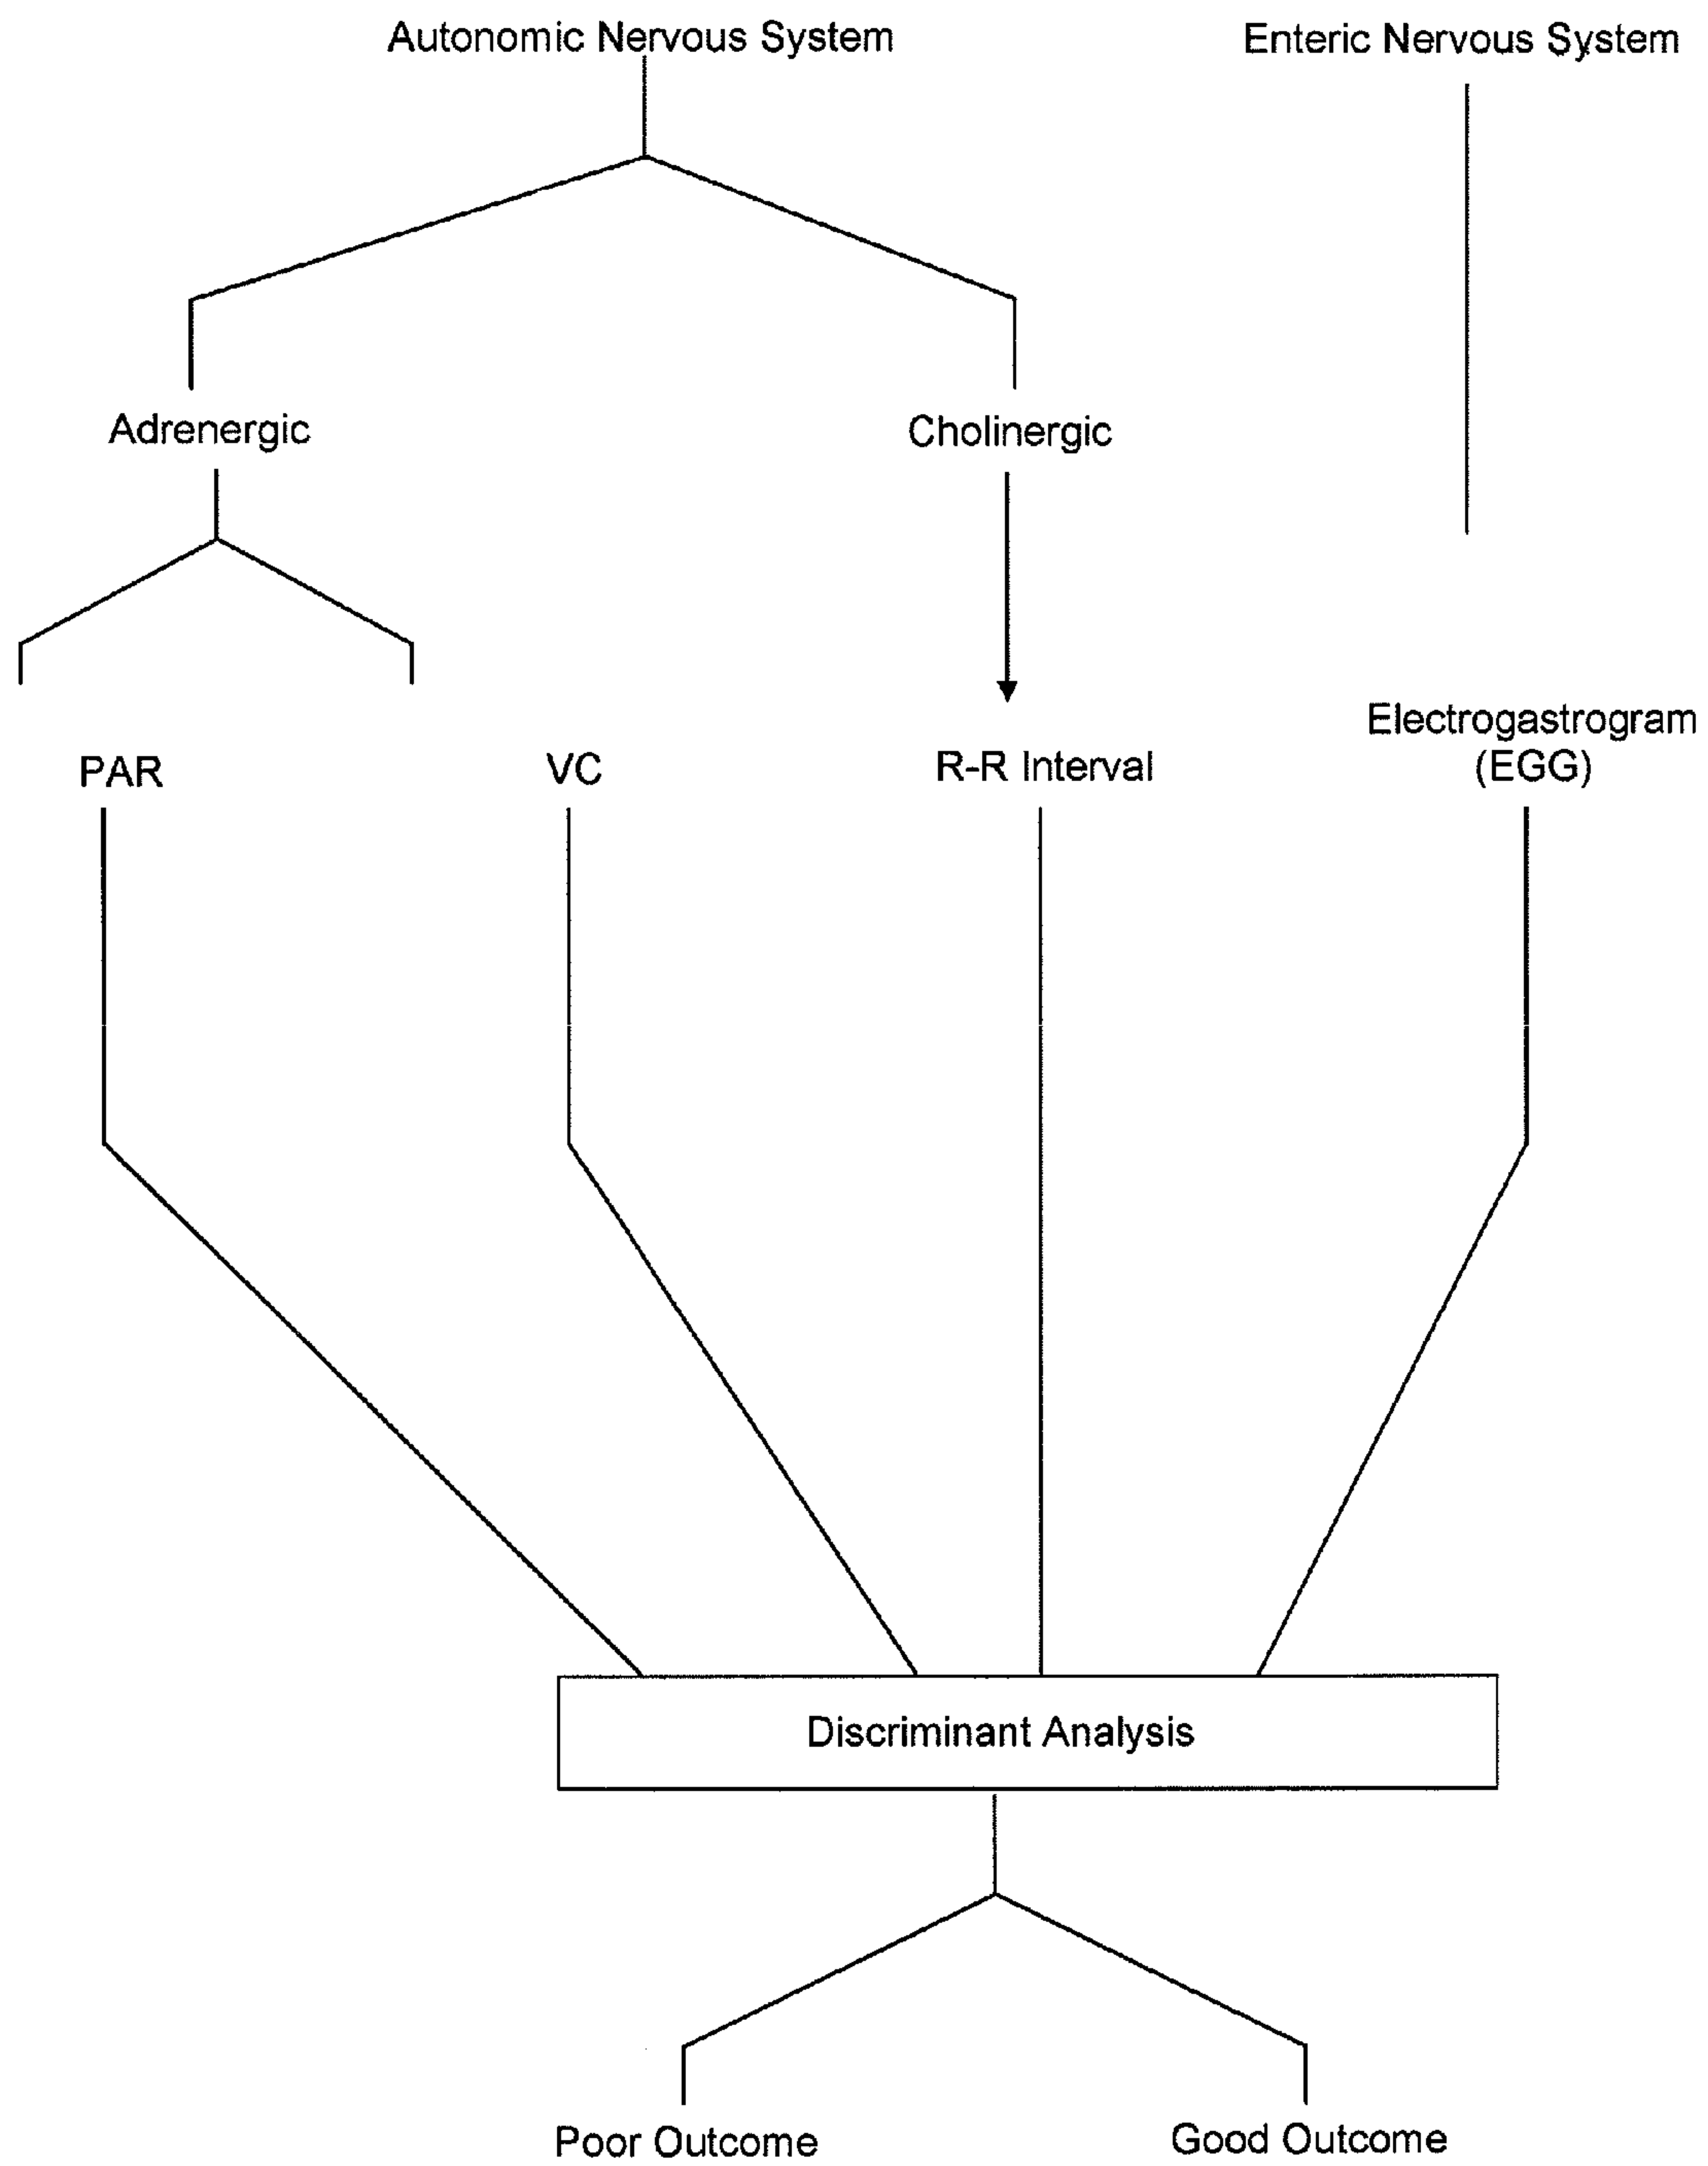 Autonomic Nervous System
Enteric Nervous System
Adrenergic
Cholinergic
PAR
VC
R-R Interval
Electrogastrogram
(EGG)
Discriminant Analysis
Poor Outcome
Good Outcome